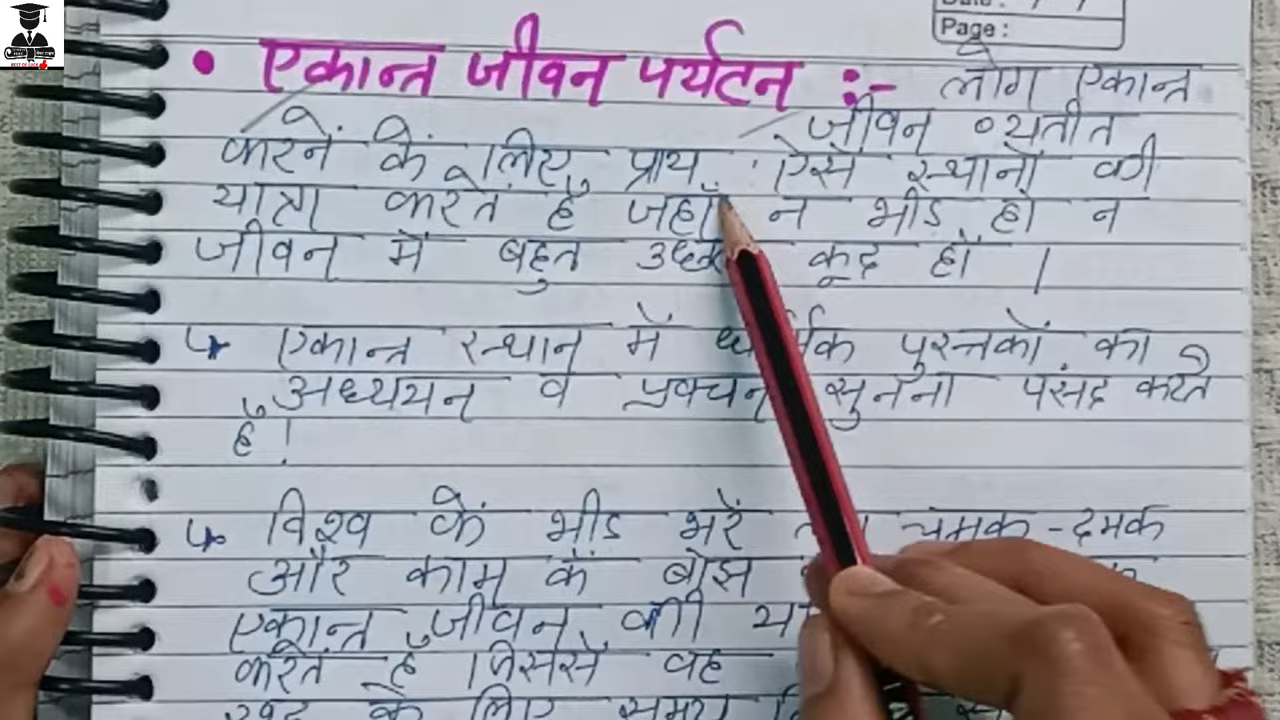 Page :
• एकान्त जीवन पर्यटन :- लोग एकान्त
जीवन व्यतीत
करने के लिए प्राय : ऐसे स्थानों की
यात्रा करते है जहाँ न भीड हो न
जीवन में बहुत कूद हो ।
↳ एकान्त स्थान में पुस्तकों का
अध्ययन व प्रवचन सुनना पसंद करते
है ।
↳ विश्व के भीड भरे चमक - दमक
और काम के बोझ
एकान्त जीवन की
करते है जिससे वह
के लिए समय